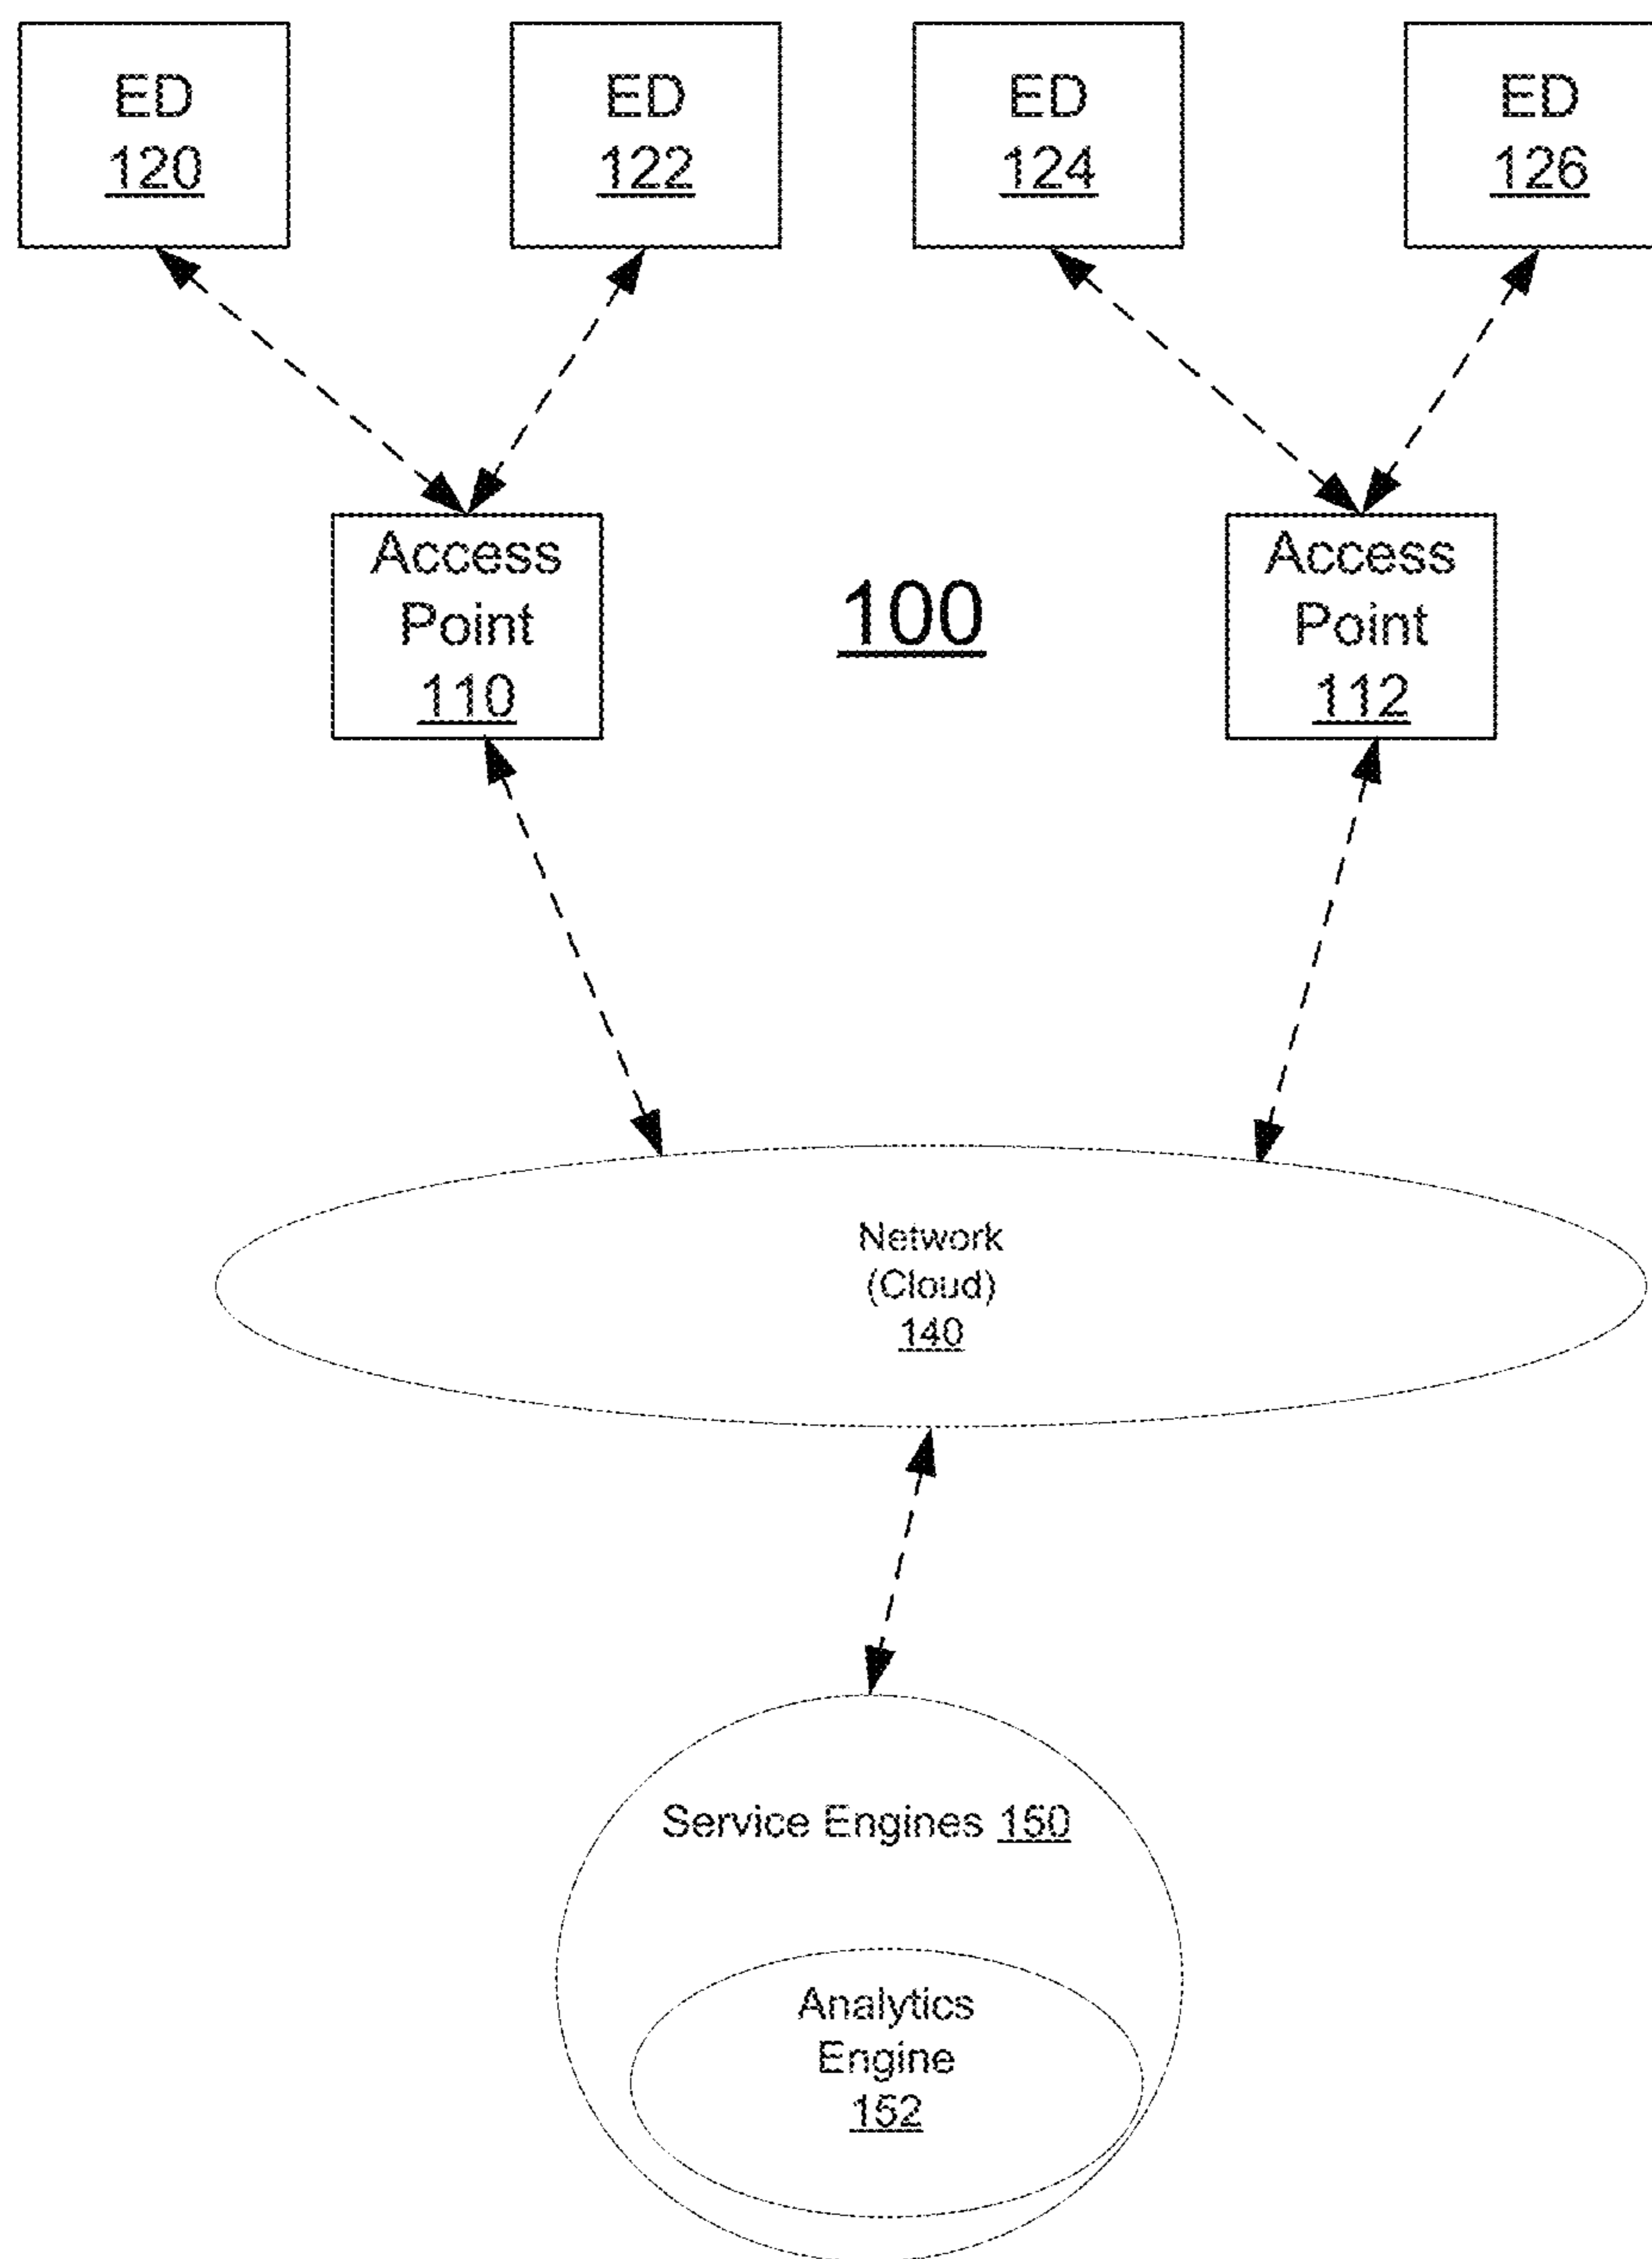 ED
120
ED
122
ED
124
ED
126
Access
Point
110
100
Access
Point
112
Network
(Cloud)
140
Service Engines 150
Analytics
Engine
152